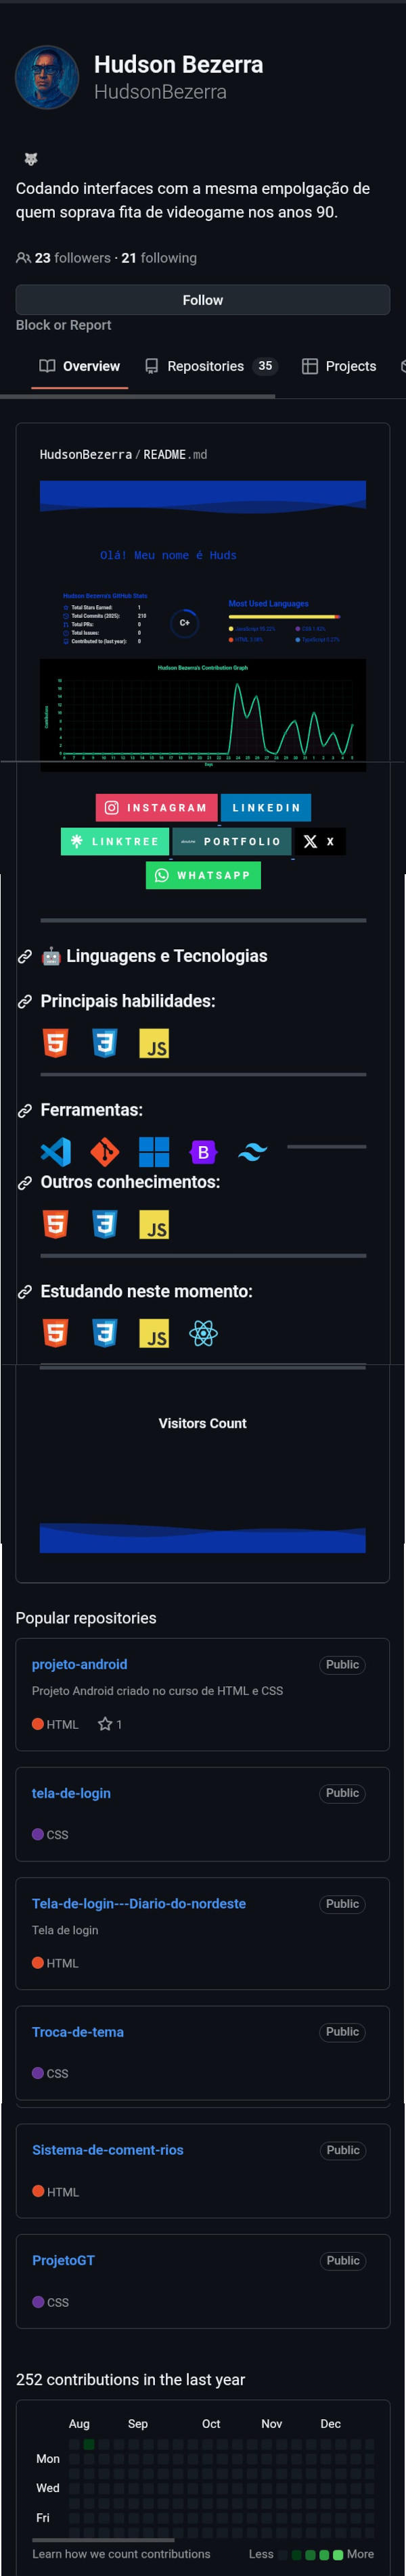 Hudson Bezerra
HudsonBezerra
Codando interfaces com a mesma empolgação de
quem soprava fita de videogame nos anos 90.
23 followers · 21 following
Follow
Block or Report
Overview
Repositories 35
Projects
HudsonBezerra / README.md
Olá! Meu nome é Huds
Hudson Bezerra's GitHub Stats
Total Stars Earned: 1
Total Commits (2025): 210
Total PRs: 0
Total Issues: 0
Contributed to (last year): 0
C+
Most Used Languages
Hudson Bezerra's Contribution Graph
Contributions
Days
INSTAGRAM
LINKEDIN
LINKTREE
PORTFOLIO
X
WHATSAPP
Linguagens e Tecnologias
Principais habilidades:
JS
Ferramentas:
B
Outros conhecimentos:
JS
Estudando neste momento:
JS
Visitors Count
Popular repositories
projeto-android
Public
Projeto Android criado no curso de HTML e CSS
HTML 1
tela-de-login
Public
CSS
Tela-de-login---Diario-do-nordeste
Public
Tela de login
HTML
Troca-de-tema
Public
CSS
Sistema-de-coment-rios
Public
HTML
ProjetoGT
Public
CSS
252 contributions in the last year
Aug Sep Oct Nov Dec
Mon
Wed
Fri
Learn how we count contributions
Less More